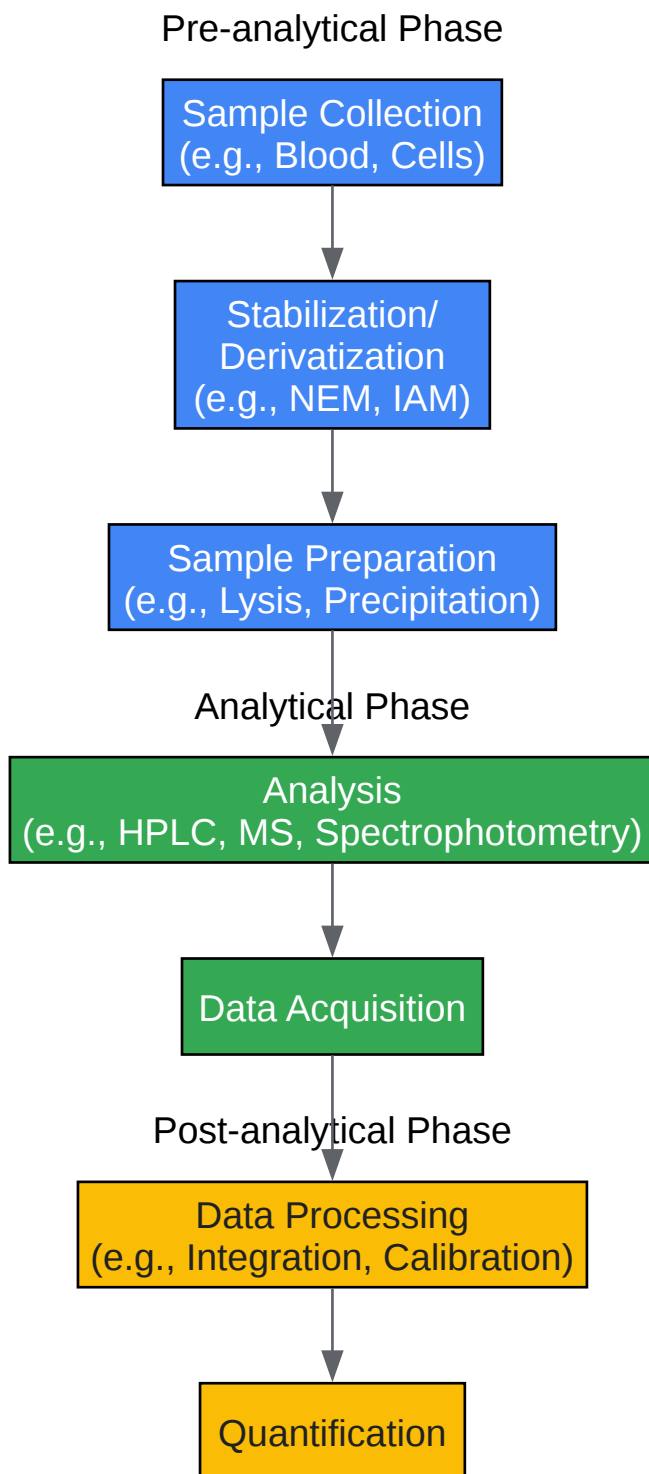 Pre-analytical Phase
Sample Collection
(e.g., Blood, Cells)
Stabilization/
Derivatization
(e.g., NEM, IAM)
Sample Preparation
(e.g., Lysis, Precipitation)
Analytical Phase
Analysis
(e.g., HPLC, MS, Spectrophotometry)
Data Acquisition
Post-analytical Phase
Data Processing
(e.g., Integration, Calibration)
Quantification